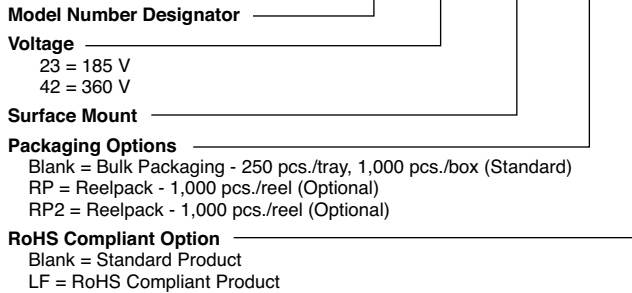 Model Number Designator
Voltage
23 = 185 V
42 = 360 V
Surface Mount
Packaging Options
Blank = Bulk Packaging - 250 pcs./tray, 1,000 pcs./box (Standard)
RP = Reelpack - 1,000 pcs./reel (Optional)
RP2 = Reelpack - 1,000 pcs./reel (Optional)
RoHS Compliant Option
Blank = Standard Product
LF = RoHS Compliant Product